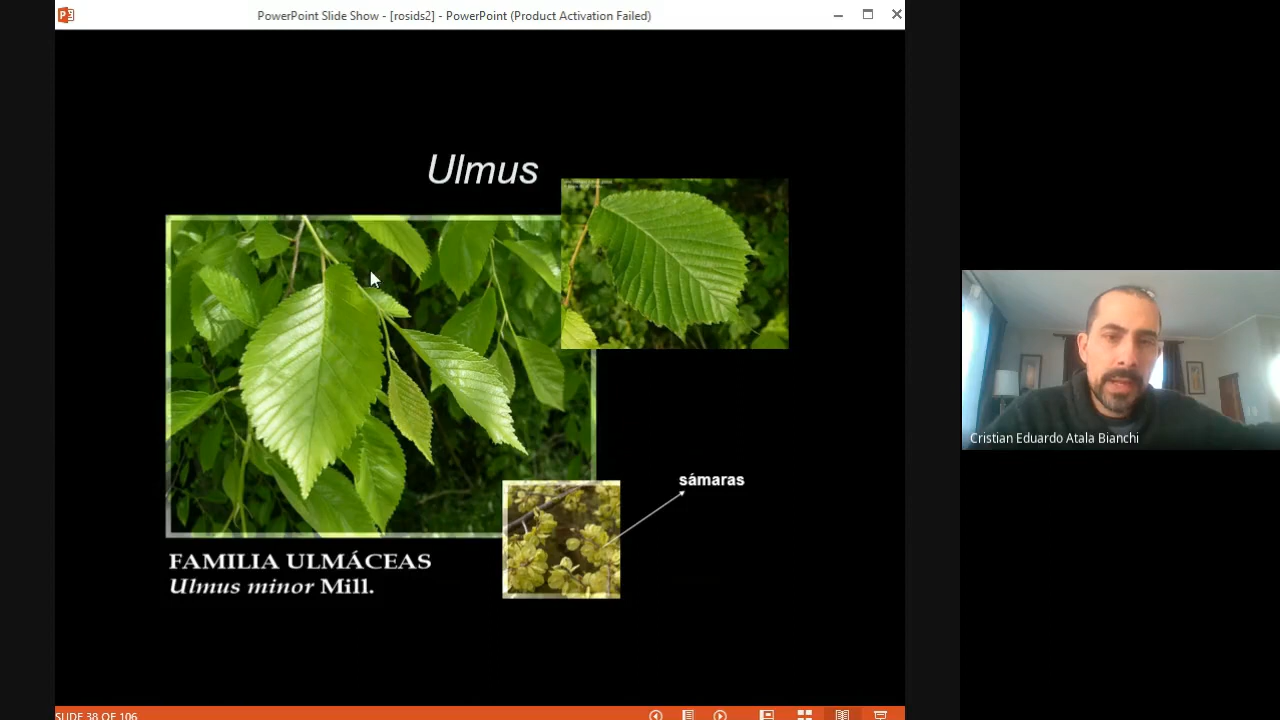 PowerPoint Slide Show - [rosids2] - PowerPoint (Product Activation Failed)
Ulmus
sámaras
FAMILIA ULMÁCEAS
Ulmus minor Mill.
Cristian Eduardo Atala Bianchi
SLIDE 38 OF 106